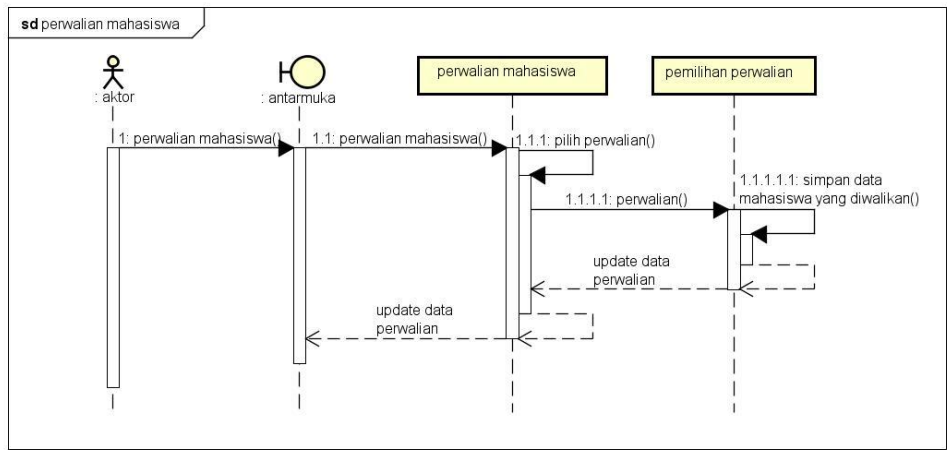 sd perwalian mahasiswa
: aktor
: antarmuka
perwalian mahasiswa
pemilihan perwalian
1: perwalian mahasiswa()
1.1: perwalian mahasiswa()
1.1.1: pilih perwalian()
1.1.1.1.1: simpan data
mahasiswa yang diwalikan()
1.1.1.1: perwalian()
update data
perwalian
update data
perwalian